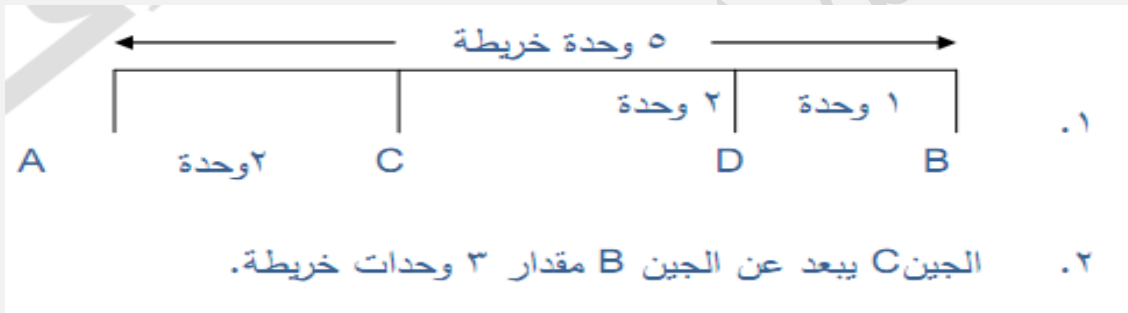 ٥ وحدة خريطة
١ وحدة
٢ وحدة
١.
A
٢وحدة
C
D
B
٢. الجينC يبعد عن الجين B مقدار ٣ وحدات خريطة.